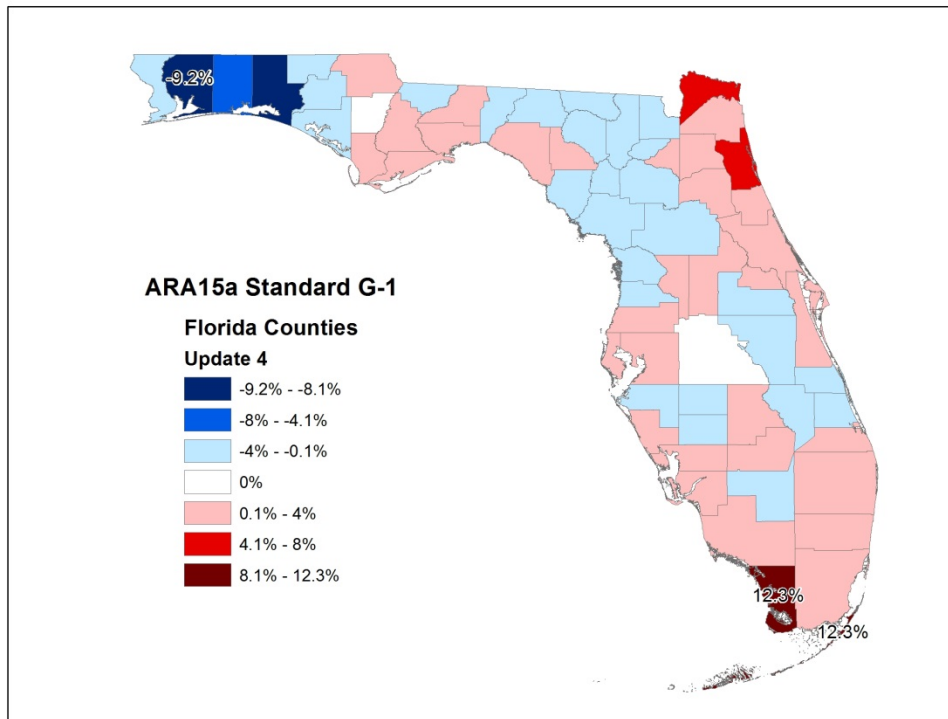 -9.2%
ARA15a Standard G-1
Florida Counties
Update 4
-9.2% - -8.1%
-8% - -4.1%
-4% - -0.1%
0%
0.1% - 4%
4.1% - 8%
8.1% - 12.3%
12.3%
12.3%